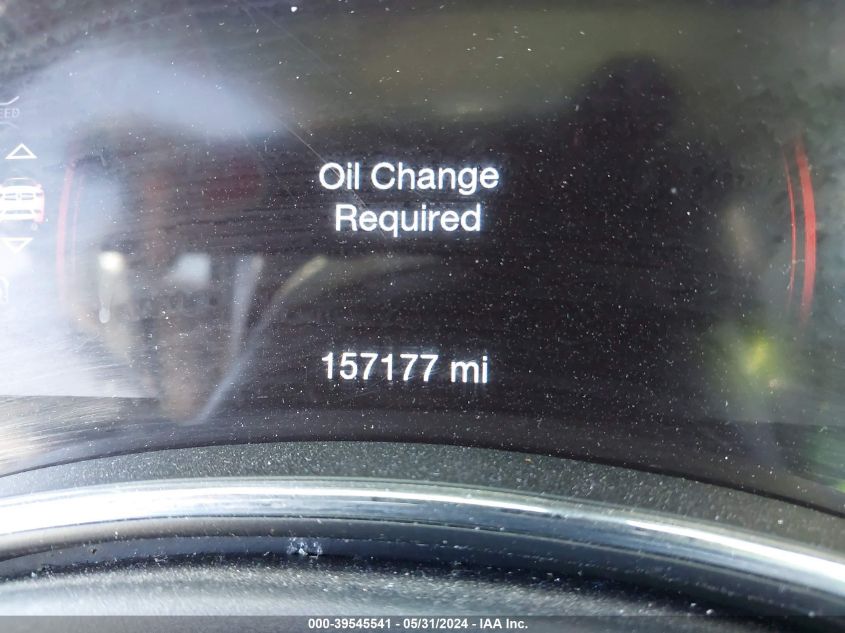 Oil Change
Required
157177 mi
000-39545541 - 05/31/2024 - IAA Inc.